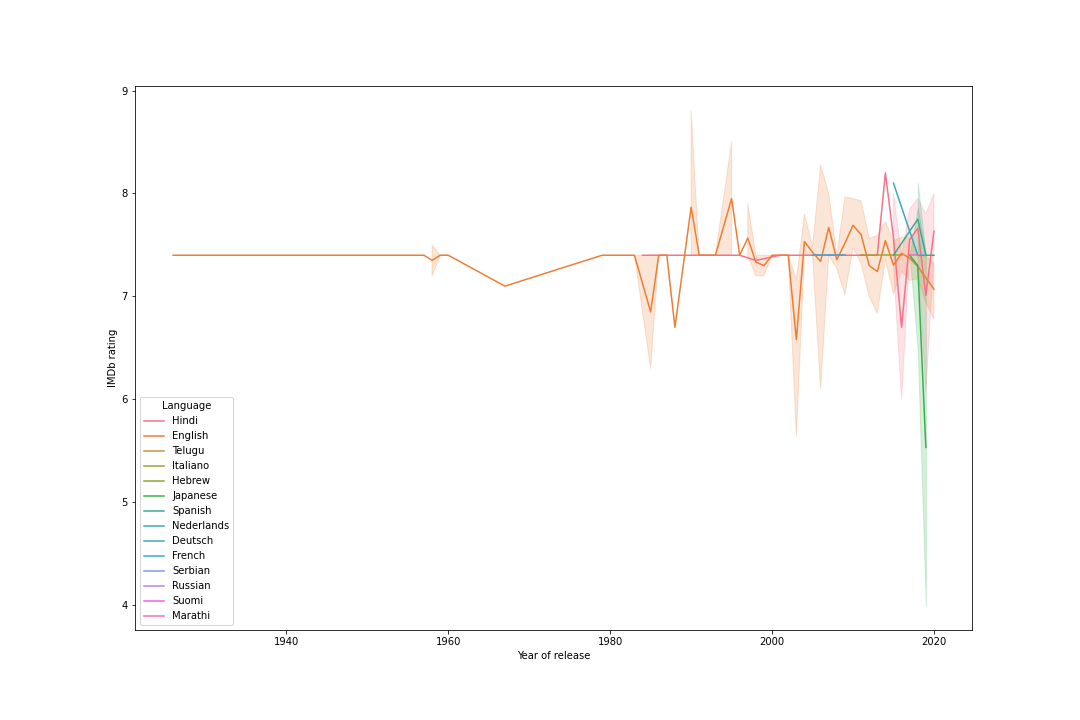 9
8
7
6
5
4
IMDb rating
Language
Hindi
English
Telugu
Italiano
Hebrew
Japanese
Spanish
Nederlands
Deutsch
French
Serbian
Russian
Suomi
Marathi
1940 1960 1980 2000 2020
Year of release